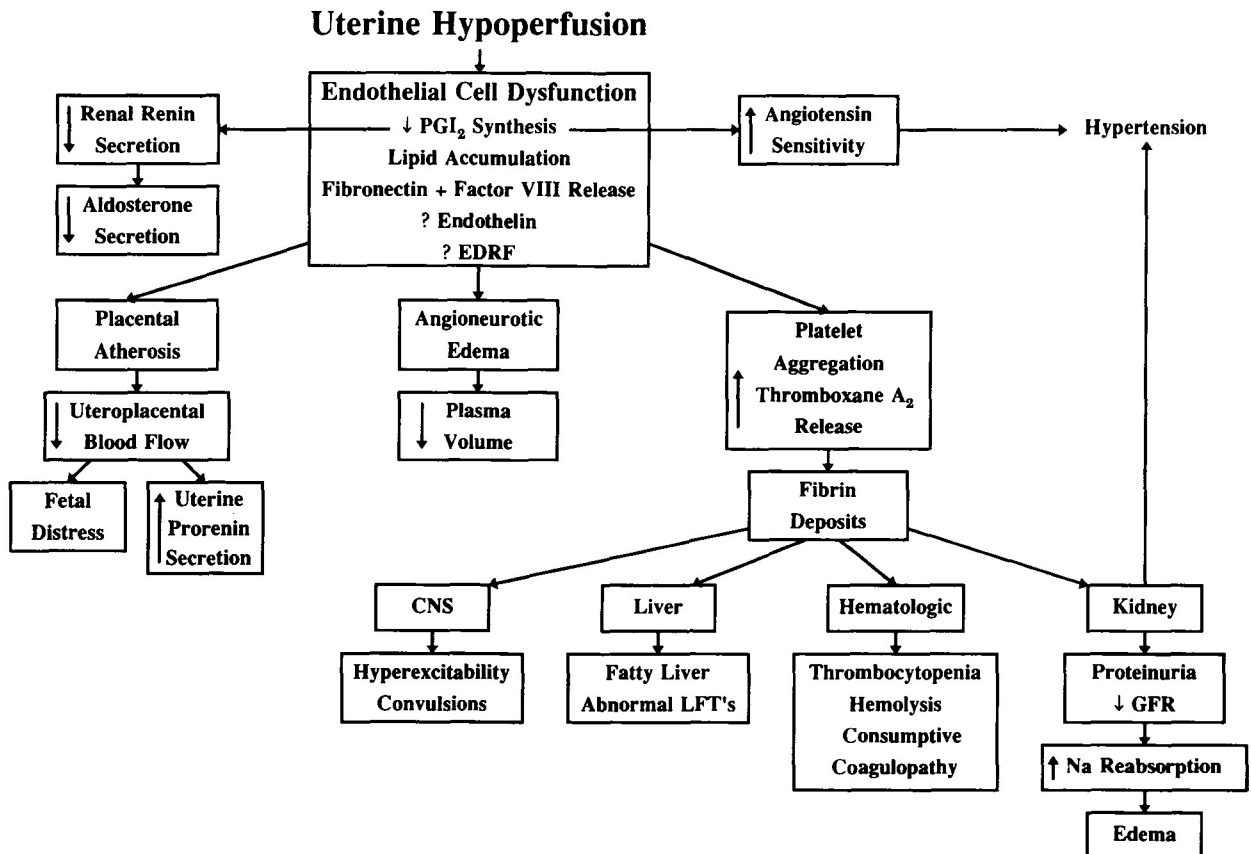 Uterine Hypoperfusion
Endothelial Cell Dysfunction
↓ PGI₂ Synthesis
Lipid Accumulation
Fibronectin + Factor VIII Release
? Endothelin
? EDRF
↓ Renal Renin
Secretion
↓ Aldosterone
Secretion
↑ Angiotensin
Sensitivity
Hypertension
Placental
Atherosis
↓ Uteroplacental
Blood Flow
Fetal
Distress
↑ Uterine
Prorenin
Secretion
Angioneurotic
Edema
↓ Plasma
Volume
Platelet
Aggregation
↑ Thromboxane A₂
Release
Fibrin
Deposits
CNS
Hyperexcitability
Convulsions
Liver
Fatty Liver
Abnormal LFT's
Hematologic
Thrombocytopenia
Hemolysis
Consumptive
Coagulopathy
Kidney
Proteinuria
↓ GFR
↑ Na Reabsorption
Edema